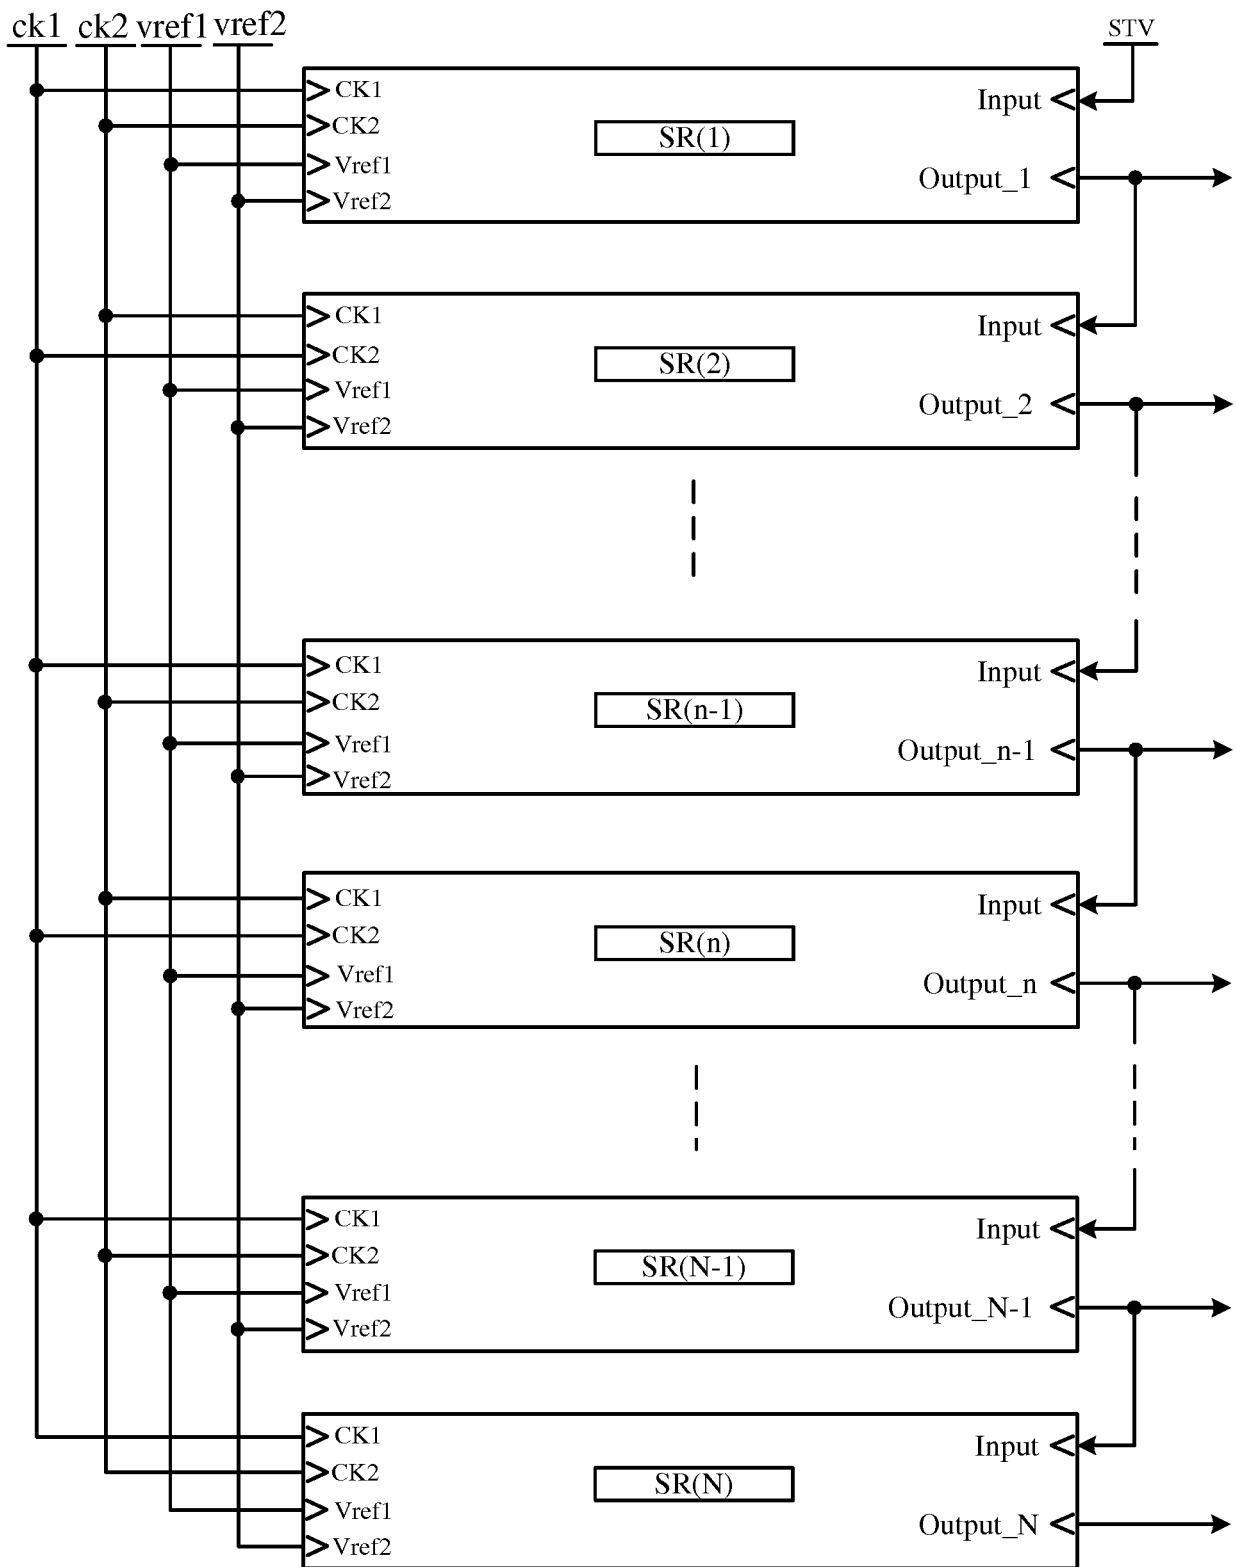 ck1 ck2 vref1 vref2 STV
CK1
CK2
Vref1
Vref2
SR(1)
Input
Output_1
CK1
CK2
Vref1
Vref2
SR(2)
Input
Output_2
CK1
CK2
Vref1
Vref2
SR(n-1)
Input
Output_n-1
CK1
CK2
Vref1
Vref2
SR(n)
Input
Output_n
CK1
CK2
Vref1
Vref2
SR(N-1)
Input
Output_N-1
CK1
CK2
Vref1
Vref2
SR(N)
Input
Output_N